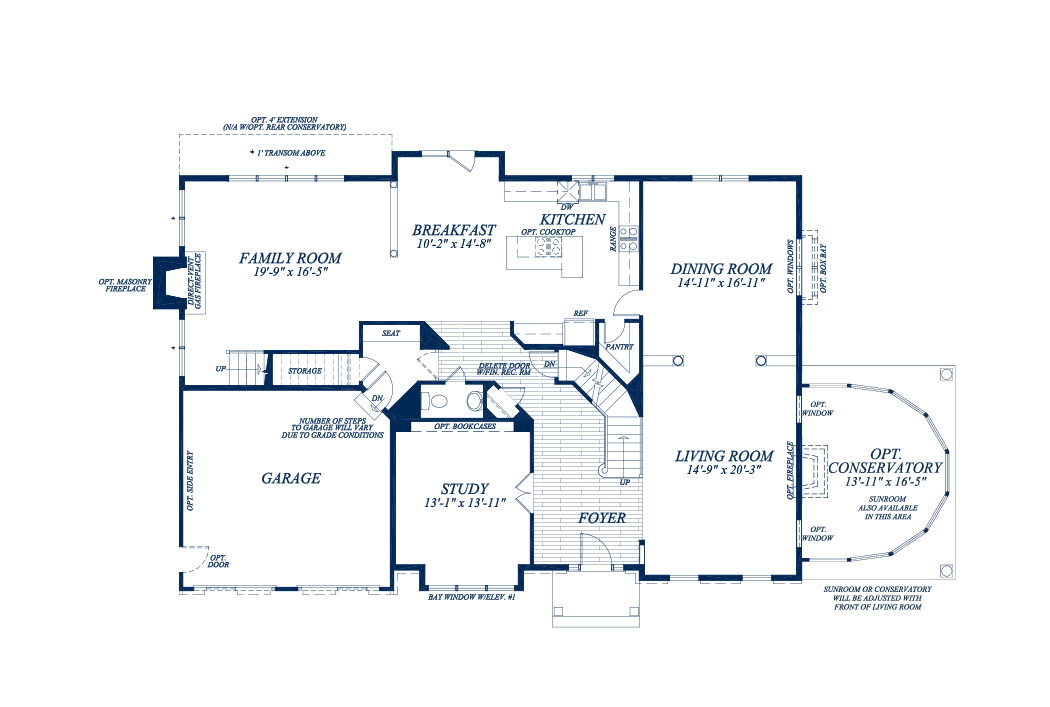 OPT. 4' EXTENSION
(N/A W/OPT. REAR CONSERVATORY)
* 1' TRANSOM ABOVE
*
*
*
DW
KITCHEN
OPT. COOKTOP
RANGE
BREAKFAST
10'-2" x 14'-8"
FAMILY ROOM
19'-9" x 16'-5"
DIRECT-VENT
GAS FIREPLACE
OPT. MASONRY
FIREPLACE
DINING ROOM
14'-11" x 16'-11"
OPT. WINDOWS
OPT. BOX BAY
REF
PANTRY
SEAT
UP
STORAGE
DELETE DOOR
W/FIN. REC. RM
DN
DN
NUMBER OF STEPS
TO GARAGE WILL VARY
DUE TO GRADE CONDITIONS
OPT. BOOKCASES
OPT.
WINDOW
GARAGE
OPT. SIDE ENTRY
OPT.
DOOR
STUDY
13'-1" x 13'-11"
UP
FOYER
LIVING ROOM
14'-9" x 20'-3"
OPT. FIREPLACE
OPT.
CONSERVATORY
13'-11" x 16'-5"
SUNROOM
ALSO AVAILABLE
IN THIS AREA
OPT.
WINDOW
BAY WINDOW W/ELEV. #1
SUNROOM OR CONSERVATORY
WILL BE ADJUSTED WITH
FRONT OF LIVING ROOM